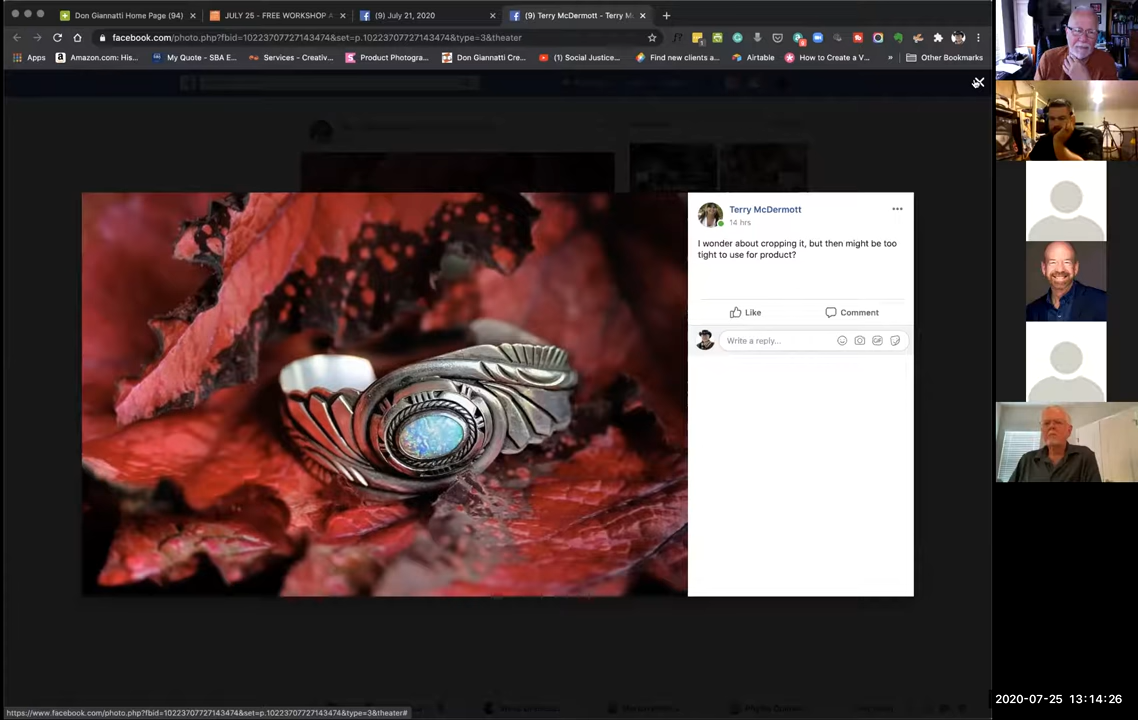 Don Giannatti Home Page (94)
JULY 25 - FREE WORKSHOP A
(9) July 21, 2020
(9) Terry McDermott - Terry M
facebook.com/photo.php?fbid=10223707727143474&set=p.10223707727143474&type=3&theater
Apps
Amazon.com: His...
My Quote - SBA E...
Services - Creativ...
Product Photogra...
Don Giannatti Cre...
(1) Social Justice...
Find new clients a...
Airtable
How to Create a V...
»
Other Bookmarks
Terry McDermott
14 hrs
I wonder about cropping it, but then might be too
tight to use for product?
Like
Comment
Write a reply...
https://www.facebook.com/photo.php?fbid=10223707727143474&set=p.10223707727143474&type=3&theater#
2020-07-25 13:14:26